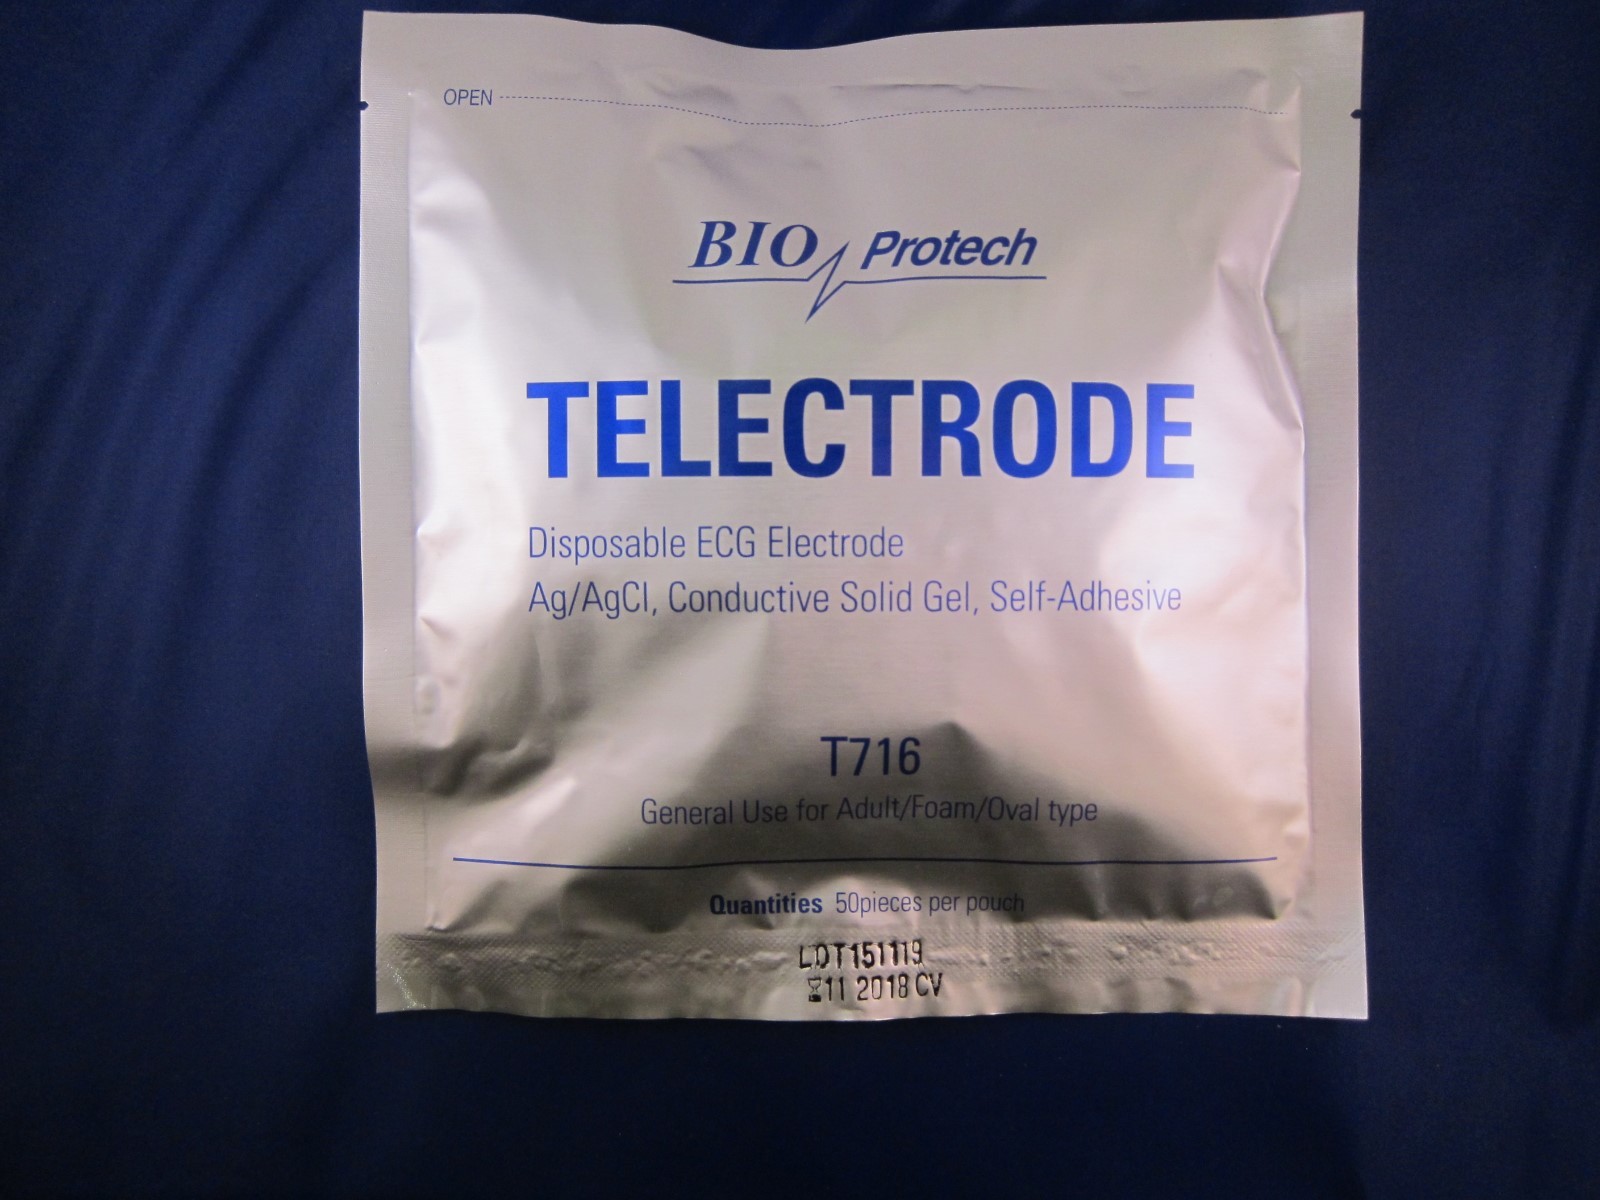 OPEN
BIO Protech
TELECTRODE
Disposable ECG Electrode
Ag/AgCl, Conductive Solid Gel, Self-Adhesive
T716
General Use for Adult/Foam/Oval type
Quantities 50pieces per pouch
LOT151119
11 2018 CV